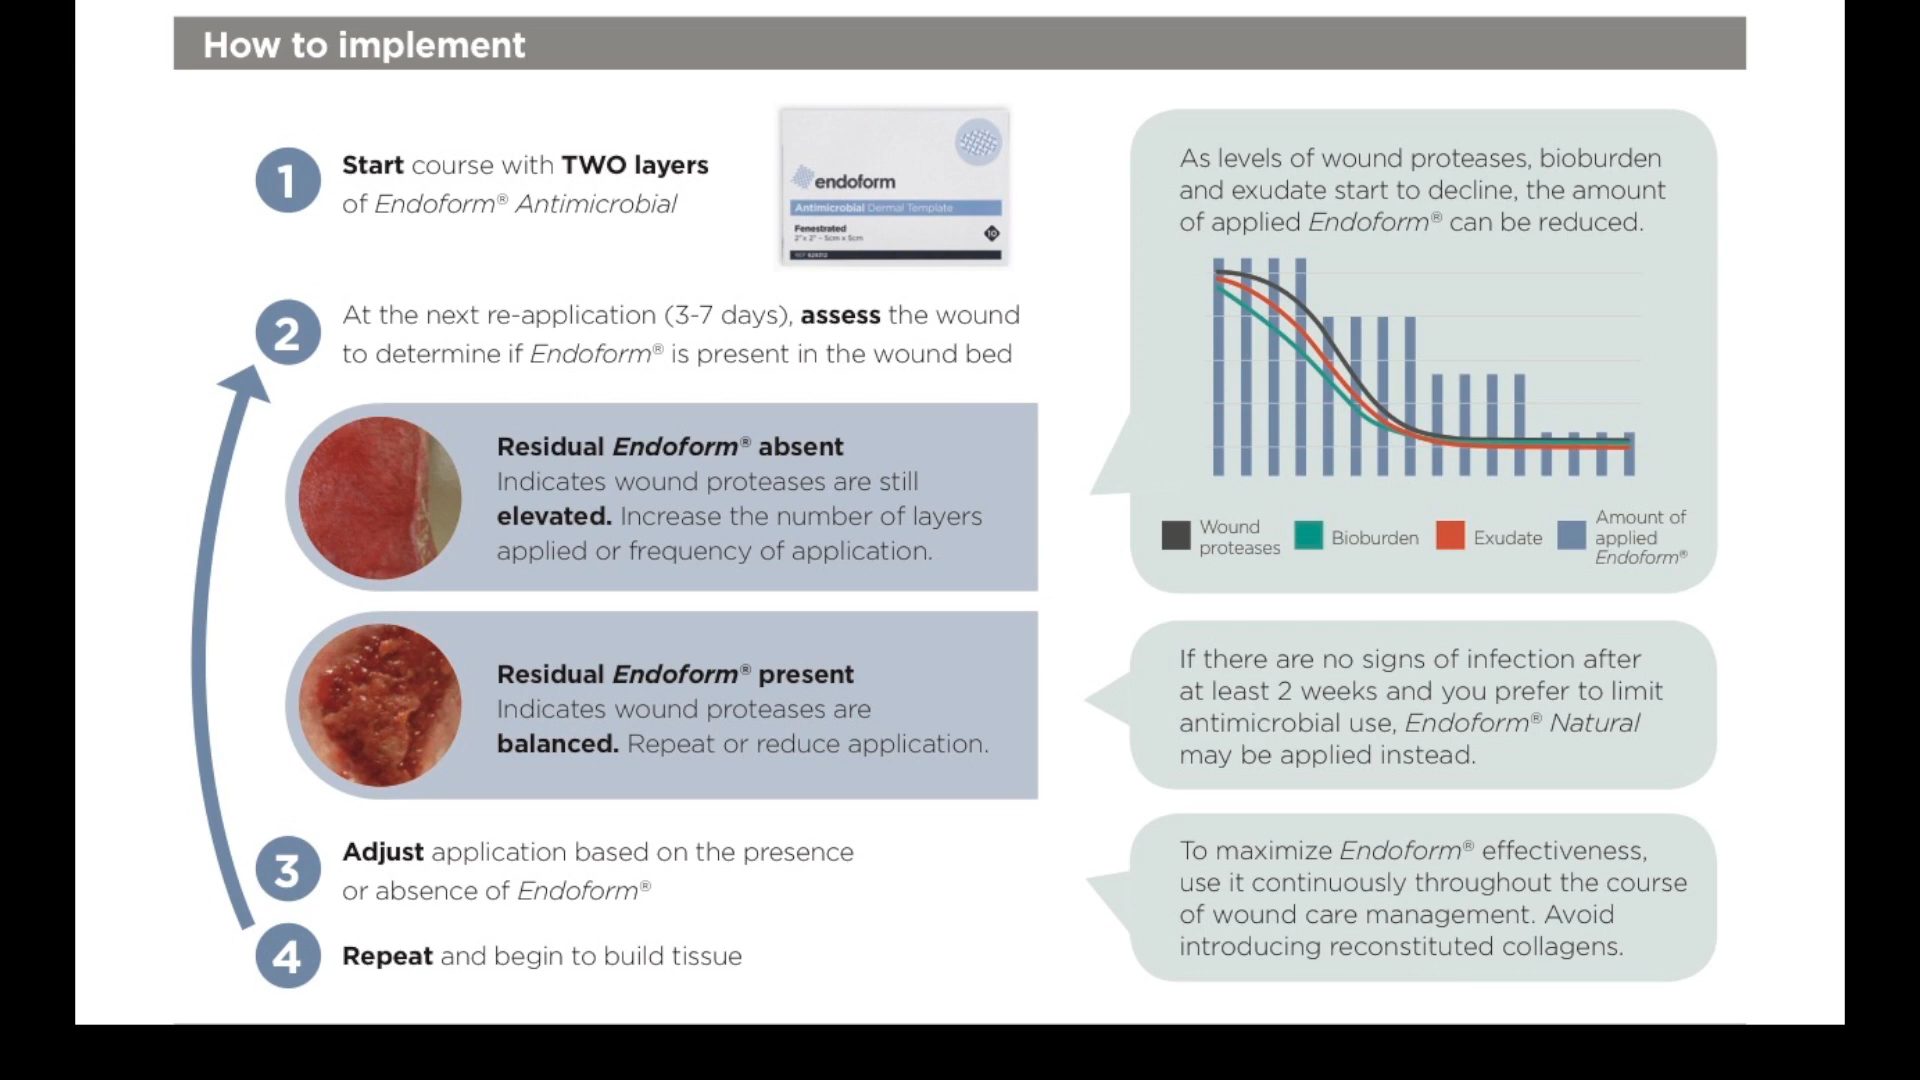 How to implement
1
Start course with TWO layers
of Endoform® Antimicrobial
endoform
Antimicrobial Dermal Template
Fenestrated
2" x 2" - 5cm x 5cm
10
2
At the next re-application (3-7 days), assess the wound
to determine if Endoform® is present in the wound bed
Residual Endoform® absent
Indicates wound proteases are still
elevated. Increase the number of layers
applied or frequency of application.
Residual Endoform® present
Indicates wound proteases are
balanced. Repeat or reduce application.
3
Adjust application based on the presence
or absence of Endoform®
4
Repeat and begin to build tissue
As levels of wound proteases, bioburden
and exudate start to decline, the amount
of applied Endoform® can be reduced.
Wound
proteases
Bioburden
Exudate
Amount of
applied
Endoform®
If there are no signs of infection after
at least 2 weeks and you prefer to limit
antimicrobial use, Endoform® Natural
may be applied instead.
To maximize Endoform® effectiveness,
use it continuously throughout the course
of wound care management. Avoid
introducing reconstituted collagens.